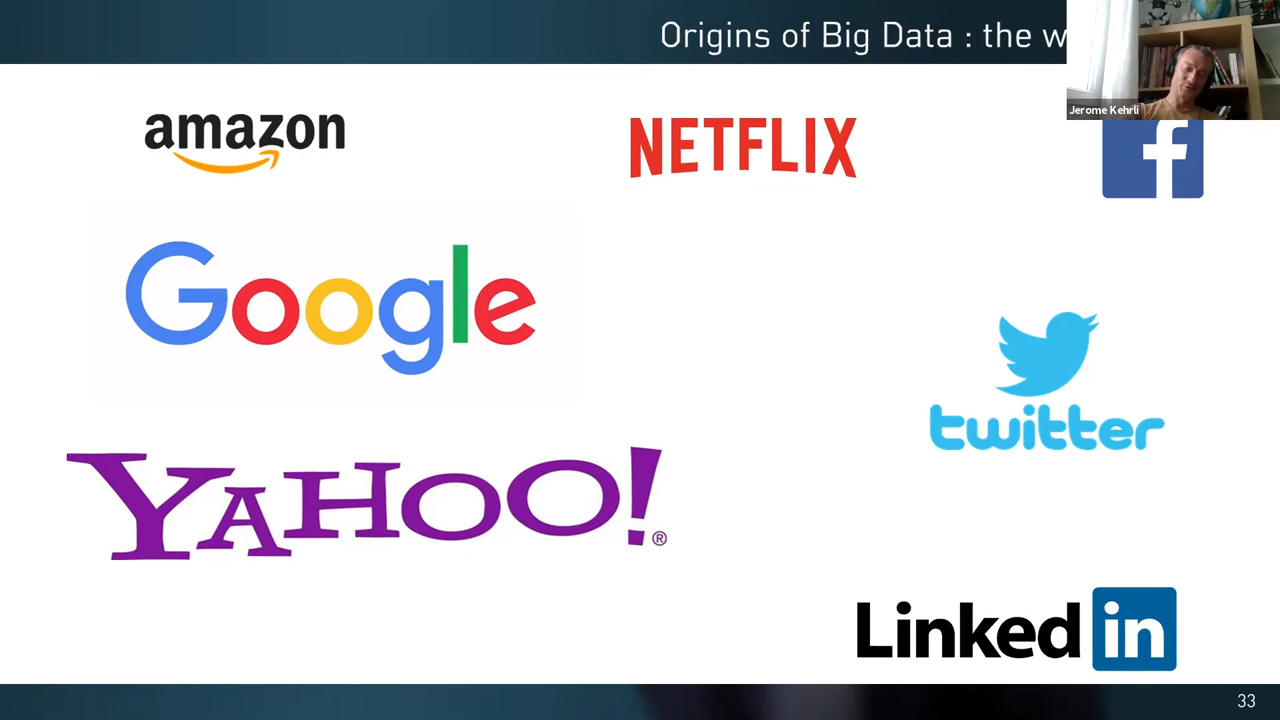 Origins of Big Data : the w
Jerome Kehrli
amazon
NETFLIX
f
Google
twitter
YAHOO!®
Linked in
33